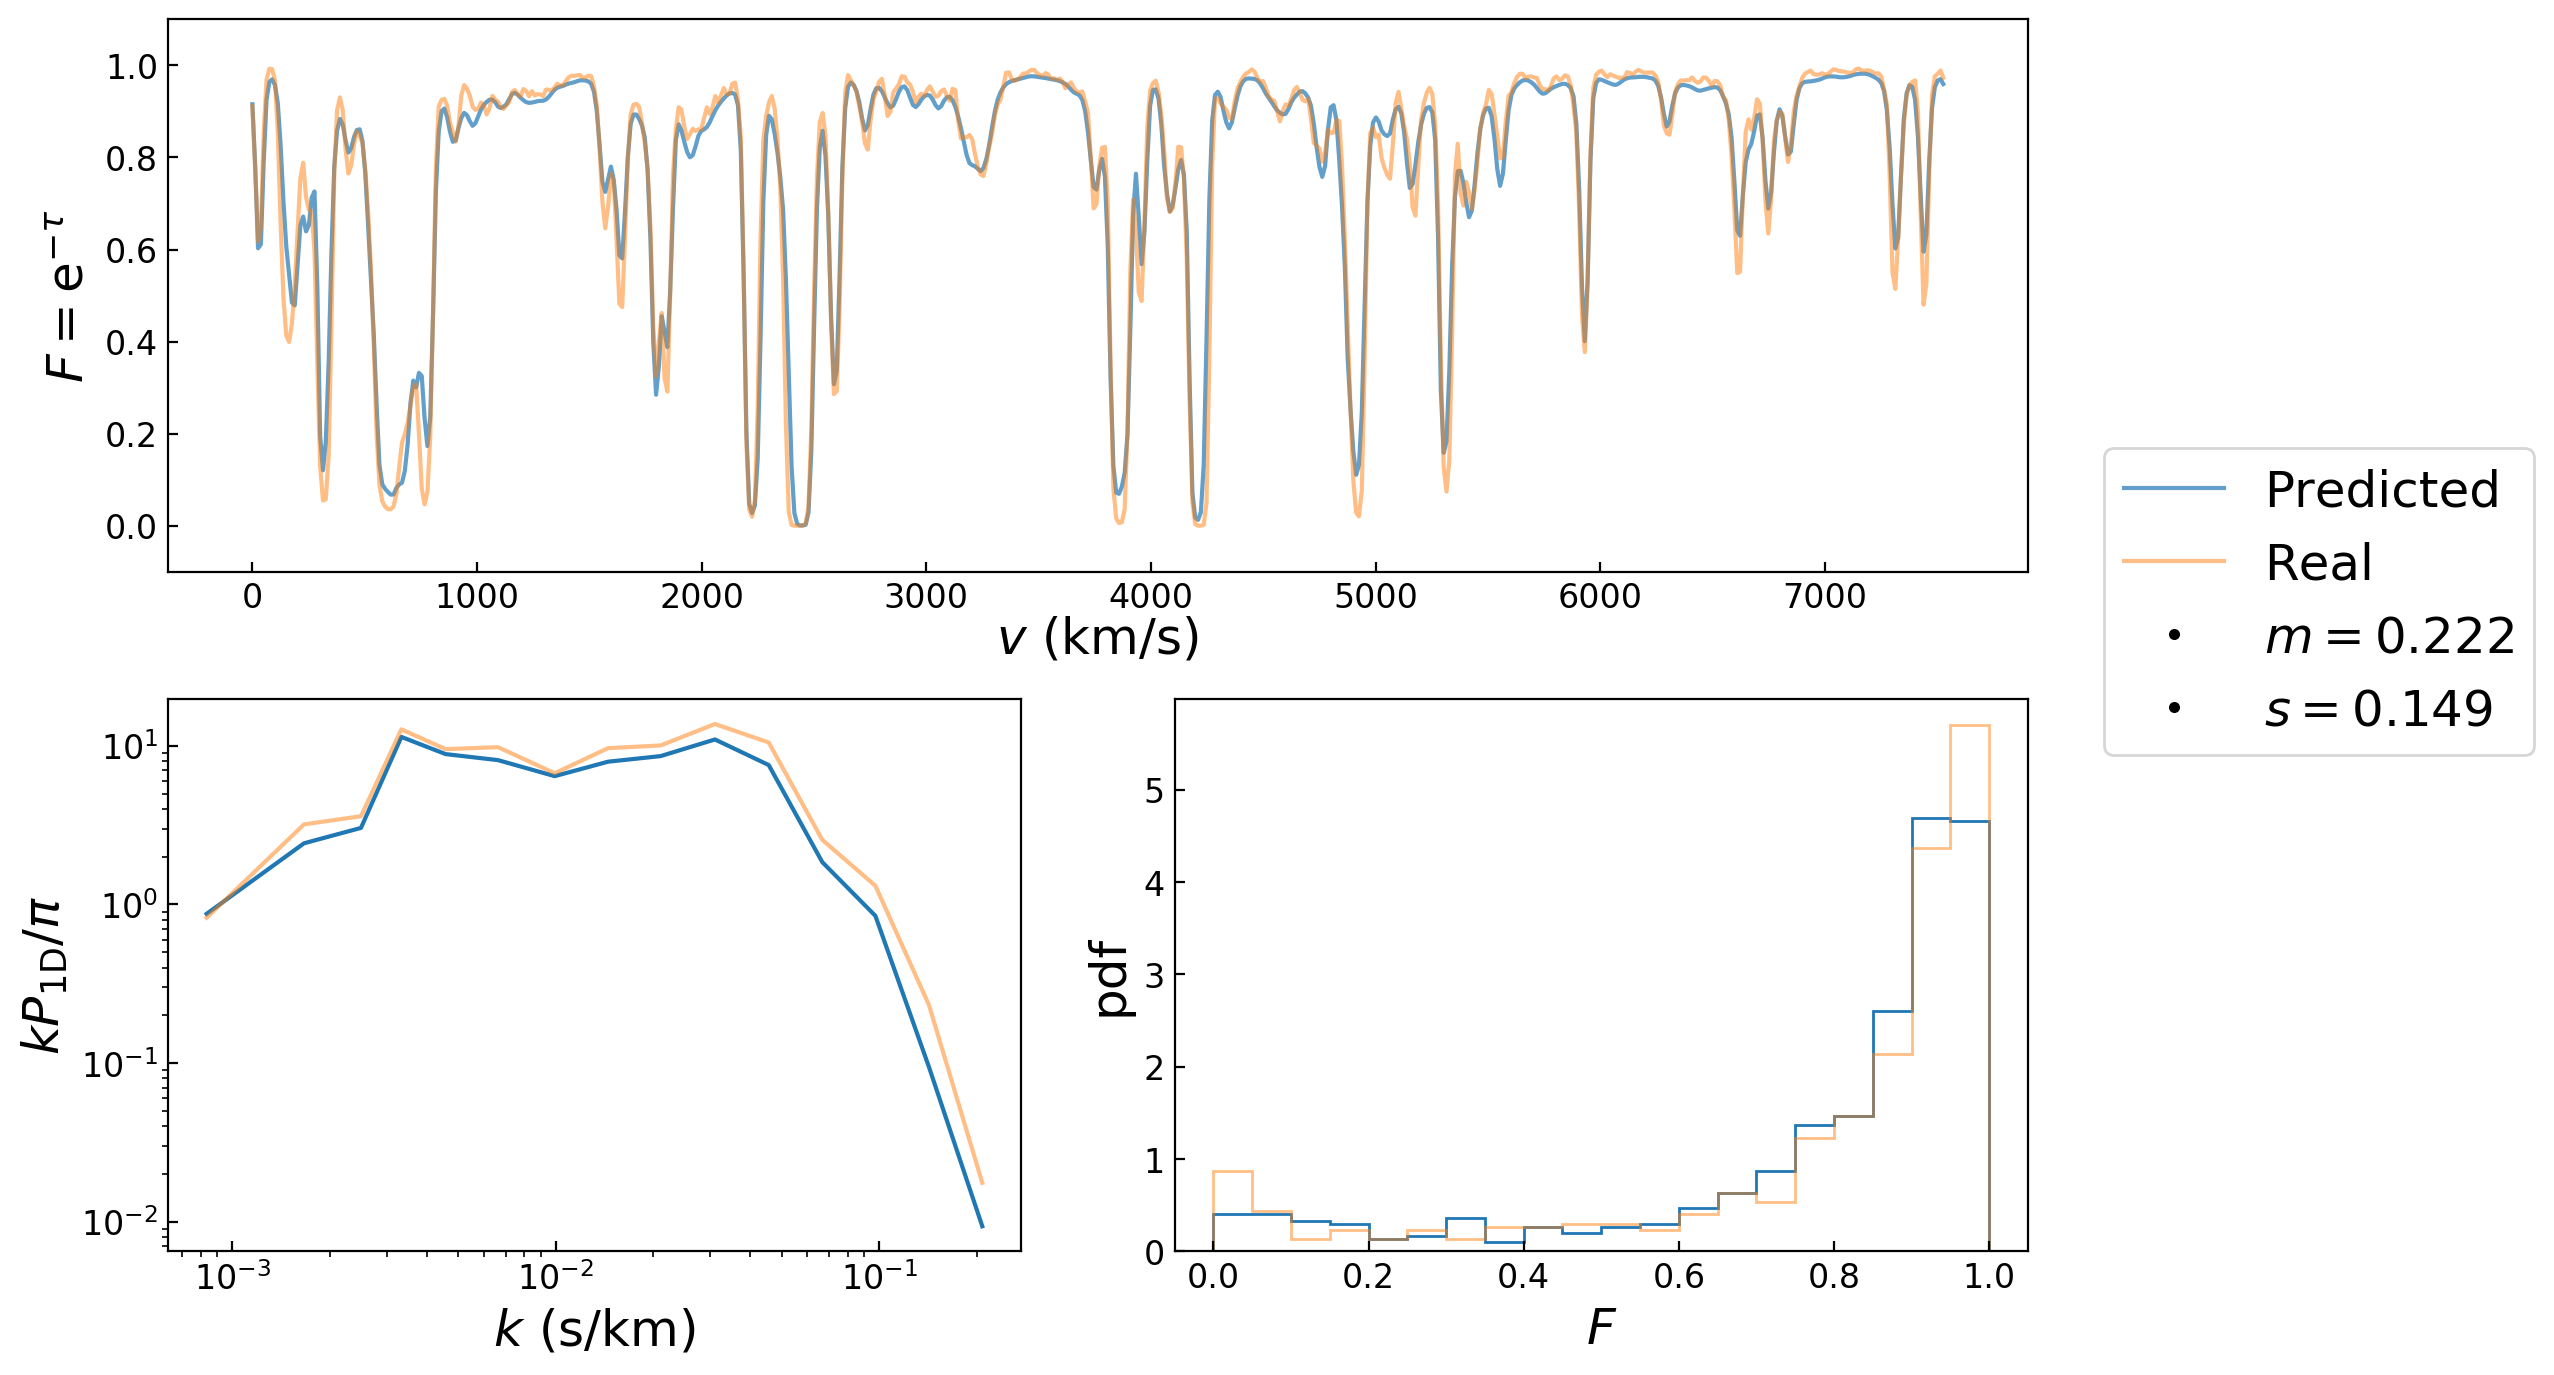 F = e^{-τ}
1.0
0.8
0.6
0.4
0.2
0.0
0 1000 2000 3000 4000 5000 6000 7000
v (km/s)
Predicted
Real
m = 0.222
s = 0.149
kP_{1D}/π
10^1
10^0
10^{-1}
10^{-2}
10^{-3} 10^{-2} 10^{-1}
k (s/km)
pdf
5
4
3
2
1
0
0.0 0.2 0.4 0.6 0.8 1.0
F